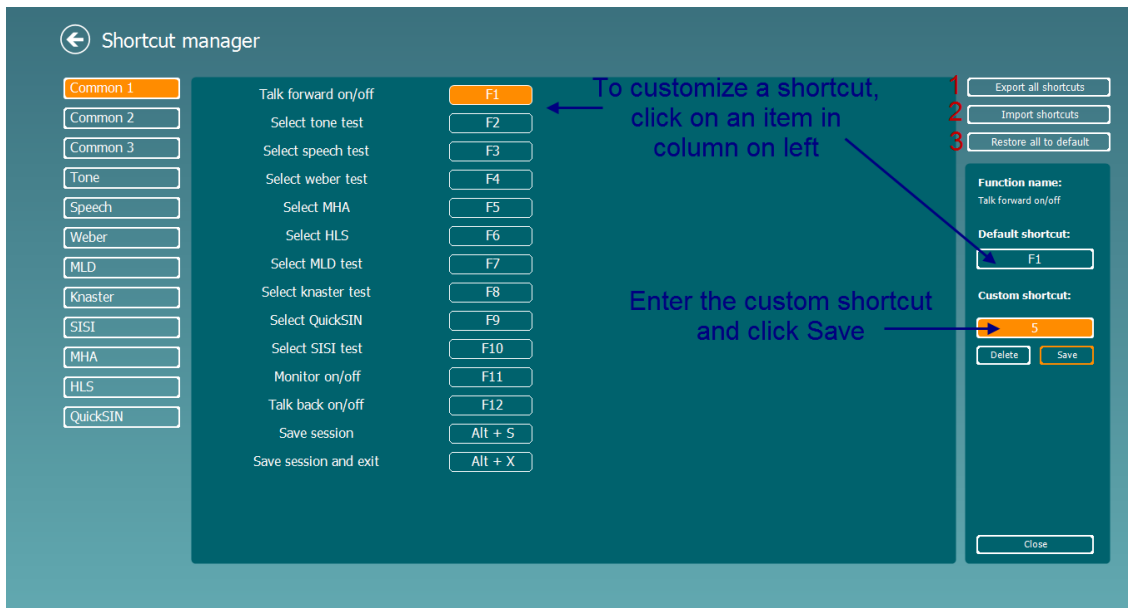 Shortcut manager
Common 1
Common 2
Common 3
Tone
Speech
Weber
MLD
Knaster
SISI
MHA
HLS
QuickSIN
Talk forward on/off F1
Select tone test F2
Select speech test F3
Select weber test F4
Select MHA F5
Select HLS F6
Select MLD test F7
Select knaster test F8
Select QuickSIN F9
Select SISI test F10
Monitor on/off F11
Talk back on/off F12
Save session Alt + S
Save session and exit Alt + X
To customize a shortcut,
click on an item in
column on left
Enter the custom shortcut
and click Save
1 Export all shortcuts
2 Import shortcuts
3 Restore all to default
Function name:
Talk forward on/off
Default shortcut:
F1
Custom shortcut:
5
Delete Save
Close